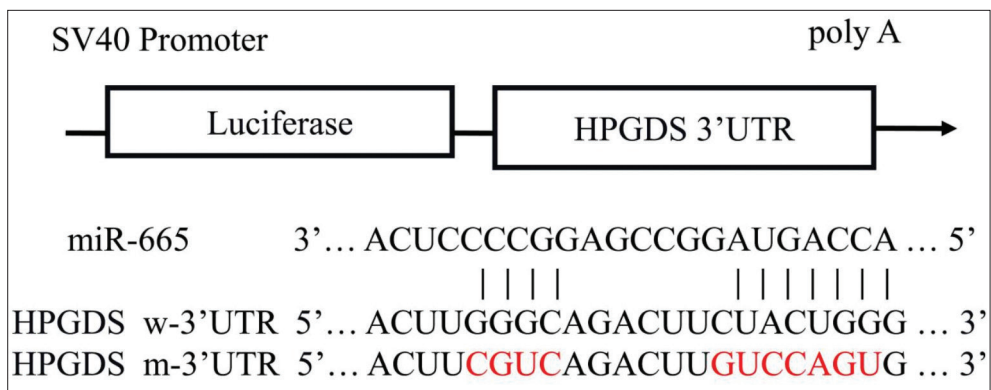 SV40 Promoter poly A
Luciferase HPGDS 3’UTR
miR-665 3’… ACUCCCCGGAGCCGGAUGACCA … 5’
HPGDS w-3’UTR 5’… ACUUGGGCAGACUUCUACUGGG … 3’
HPGDS m-3’UTR 5’… ACUUCGUCAGACUUGUCCAGUG … 3’